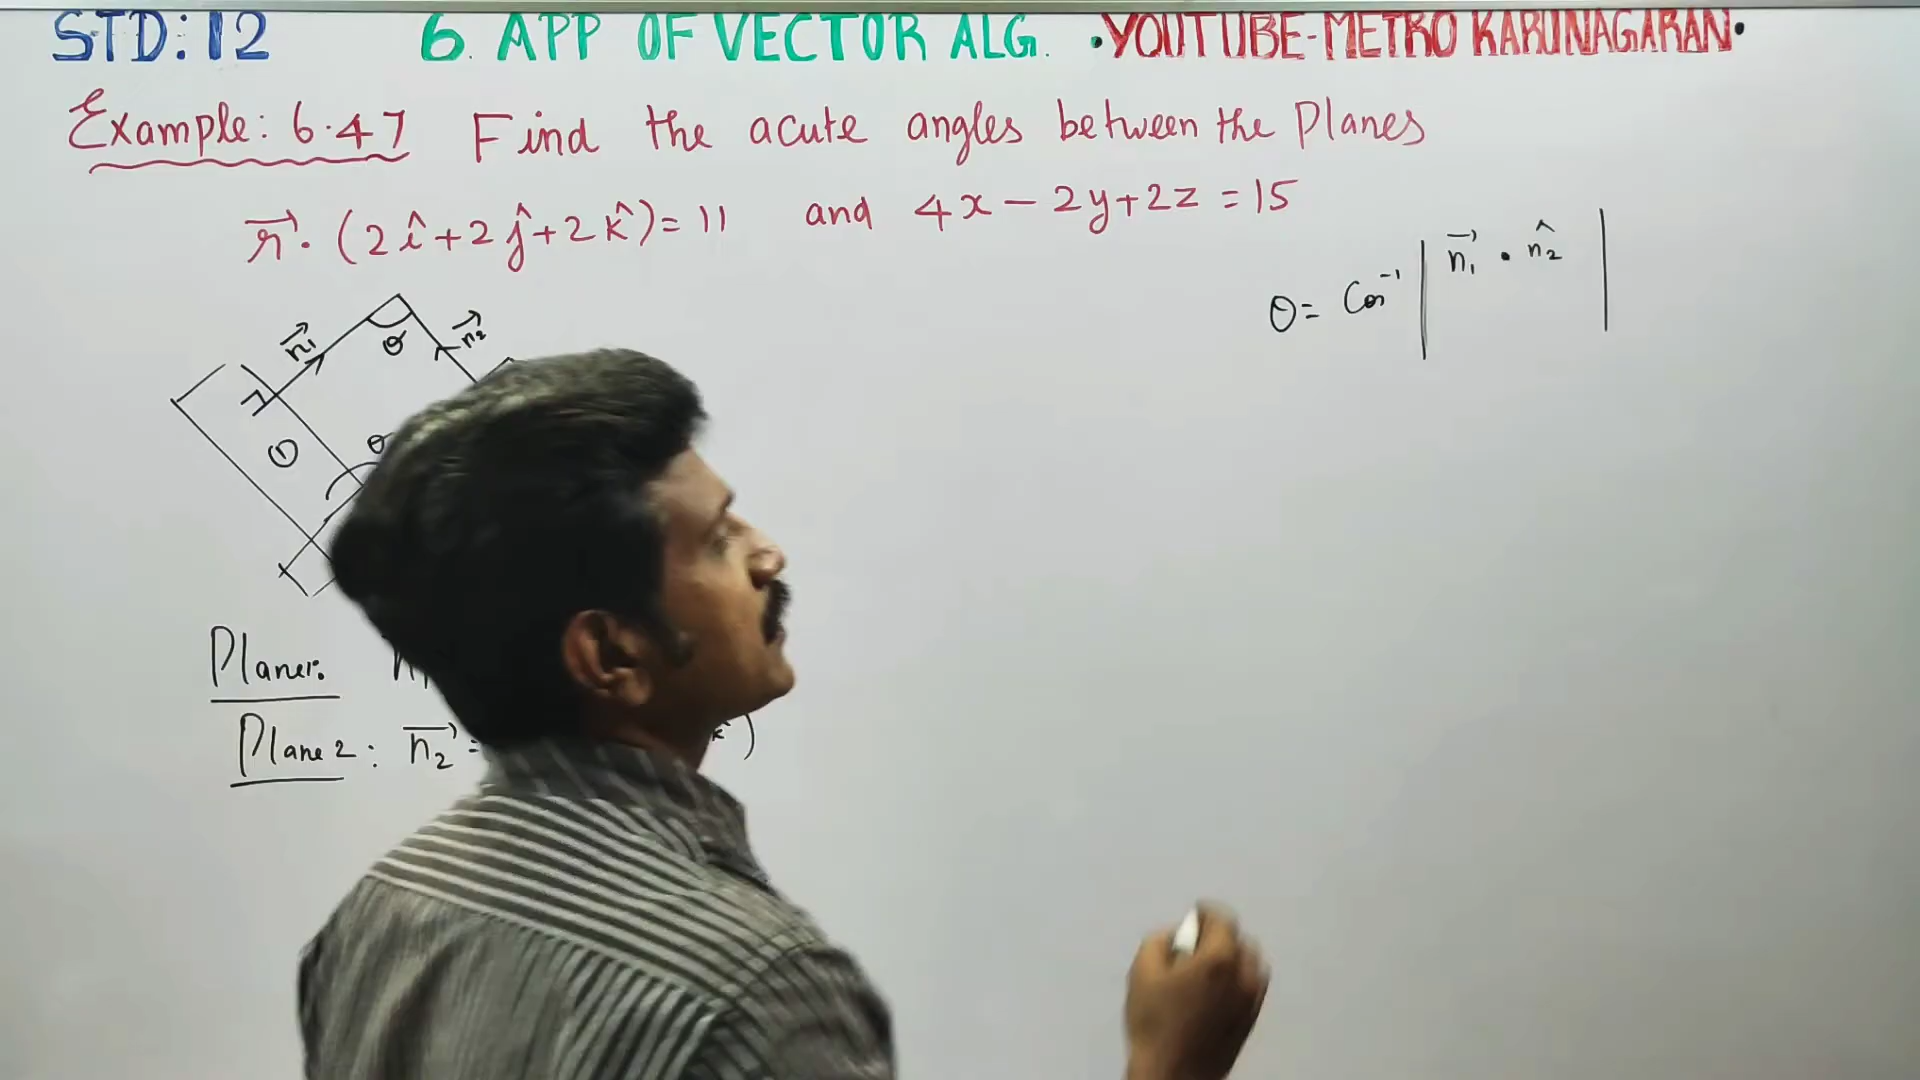 STD: 12 6. APP OF VECTOR ALG. •YOUTUBE-METRO KARUNAGARAN•
Example: 6.47 Find the acute angles between the Planes
r⃗. (2î+2ĵ+2k̂)= 11 and 4x - 2y+2z = 15
θ= Cos⁻¹ | n⃗₁ • n̂₂ |
n⃗₁ θ n⃗₂
① θ
Plane1:
Plane 2: n⃗₂ = k̂)